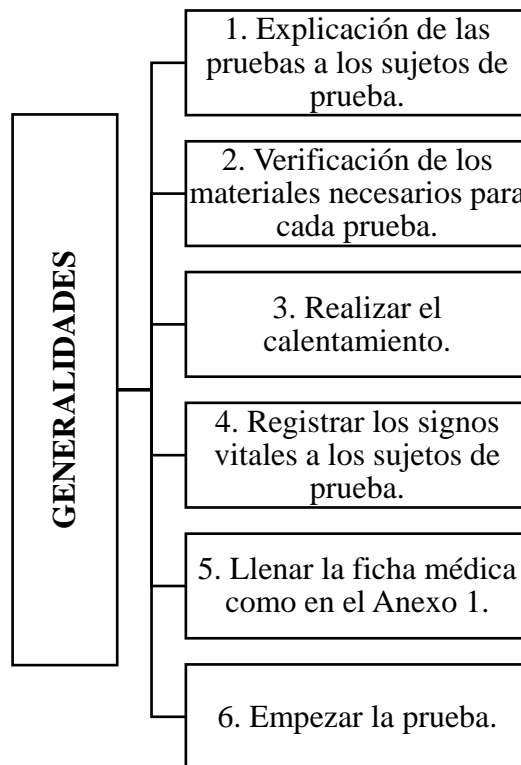 GENERALIDADES
1. Explicación de las
pruebas a los sujetos de
prueba.
2. Verificación de los
materiales necesarios para
cada prueba.
3. Realizar el
calentamiento.
4. Registrar los signos
vitales a los sujetos de
prueba.
5. Llenar la ficha médica
como en el Anexo 1.
6. Empezar la prueba.